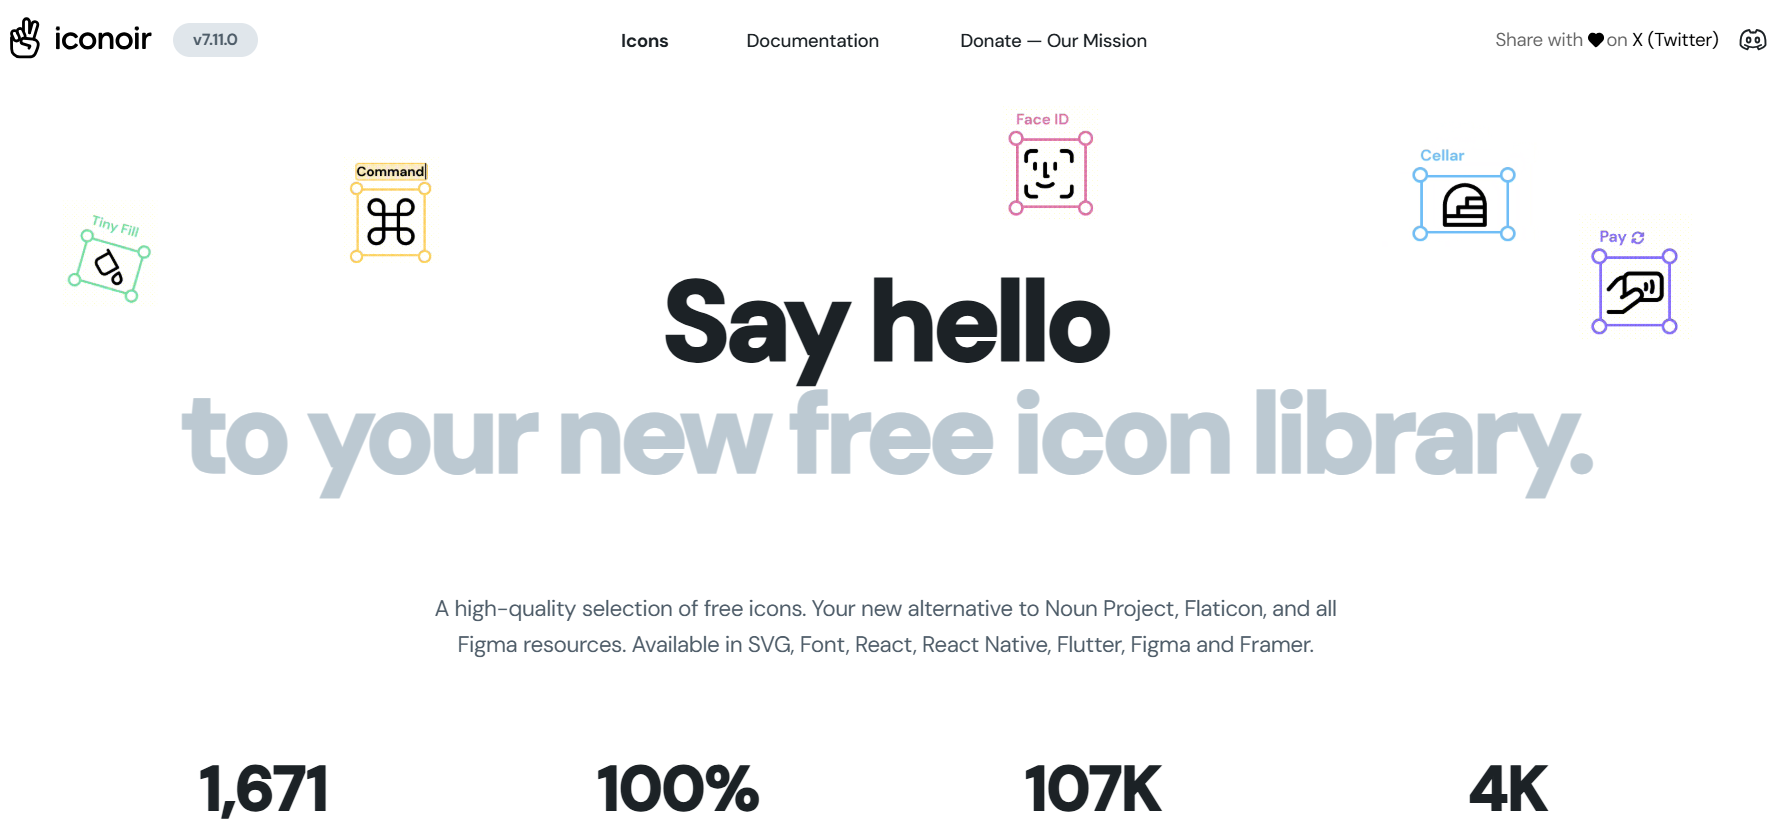 iconoir
v7.11.0
Icons
Documentation
Donate — Our Mission
Share with on X (Twitter)
Face ID
Command
Cellar
Tiny Fill
Pay
Say hello
to your new free icon library.
A high-quality selection of free icons. Your new alternative to Noun Project, Flaticon, and all
Figma resources. Available in SVG, Font, React, React Native, Flutter, Figma and Framer.
1,671
100%
107K
4K